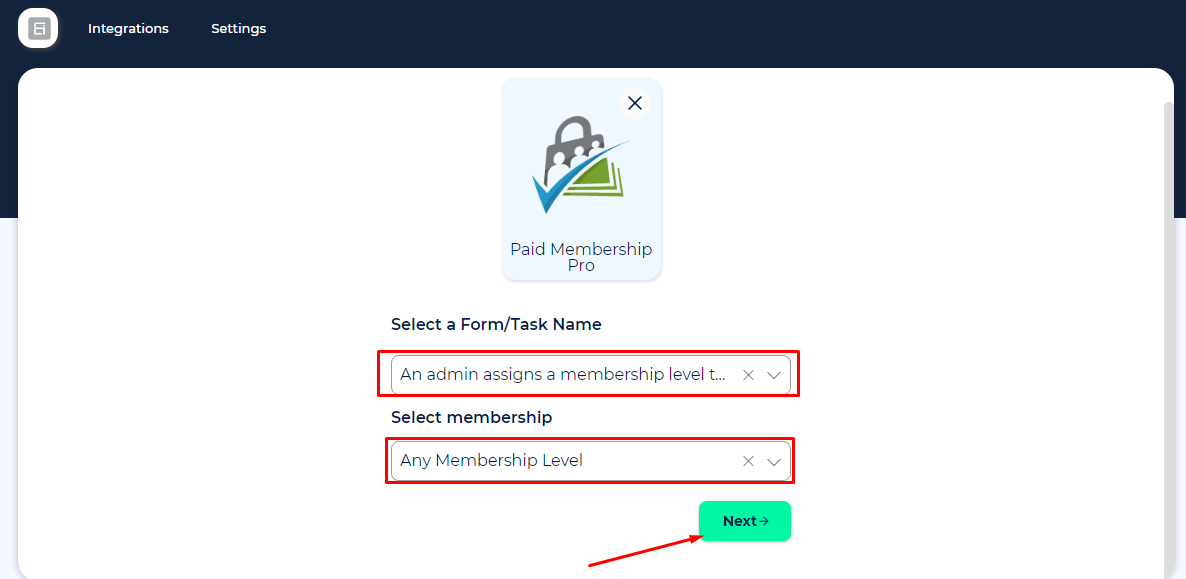 Integrations
Settings
Paid Membership
Pro
Select a Form/Task Name
An admin assigns a membership level t...
Select membership
Any Membership Level
Next→